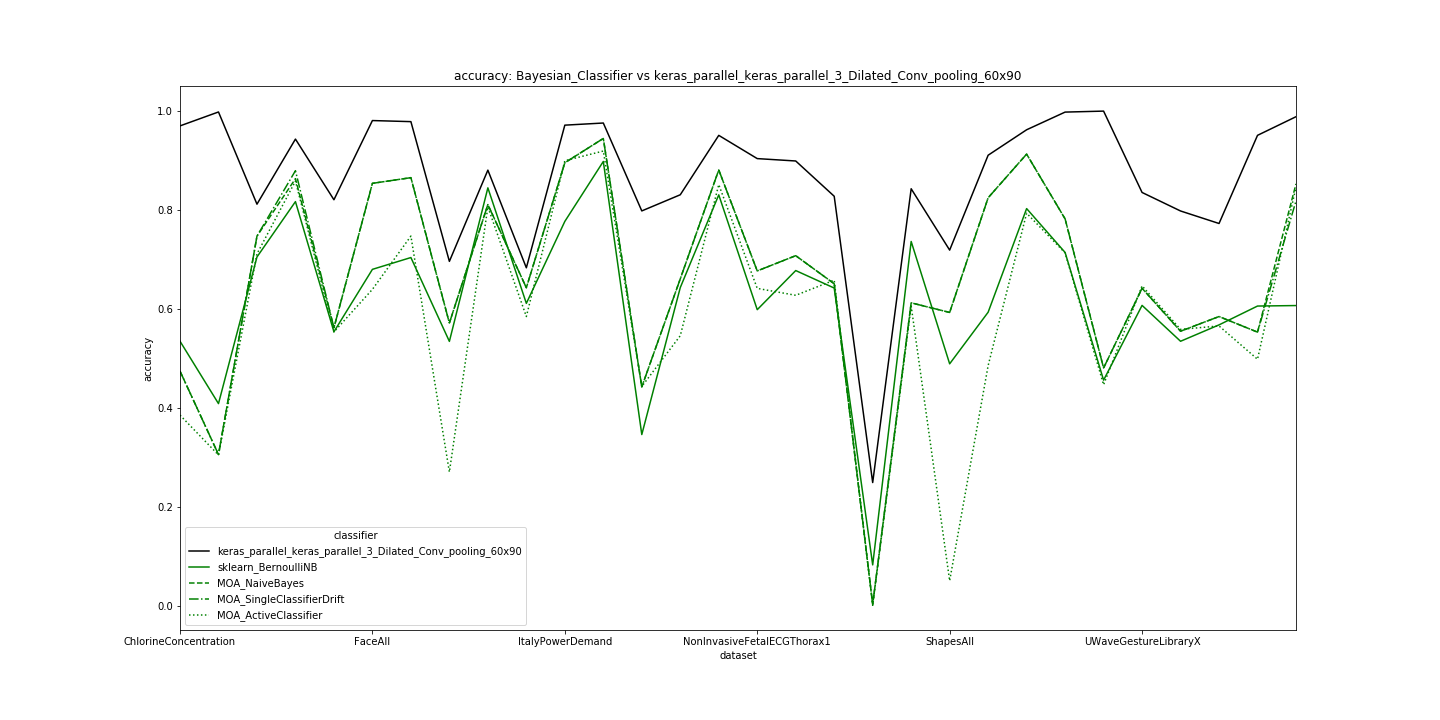 accuracy: Bayesian_Classifier vs keras_parallel_keras_parallel_3_Dilated_Conv_pooling_60x90
1.0
0.8
0.6
0.4
0.2
0.0
accuracy
classifier
keras_parallel_keras_parallel_3_Dilated_Conv_pooling_60x90
sklearn_BernoulliNB
MOA_NaiveBayes
MOA_SingleClassifierDrift
MOA_ActiveClassifier
ChlorineConcentration FaceAll ItalyPowerDemand NonInvasiveFetalECGThorax1 ShapesAll UWaveGestureLibraryX
dataset